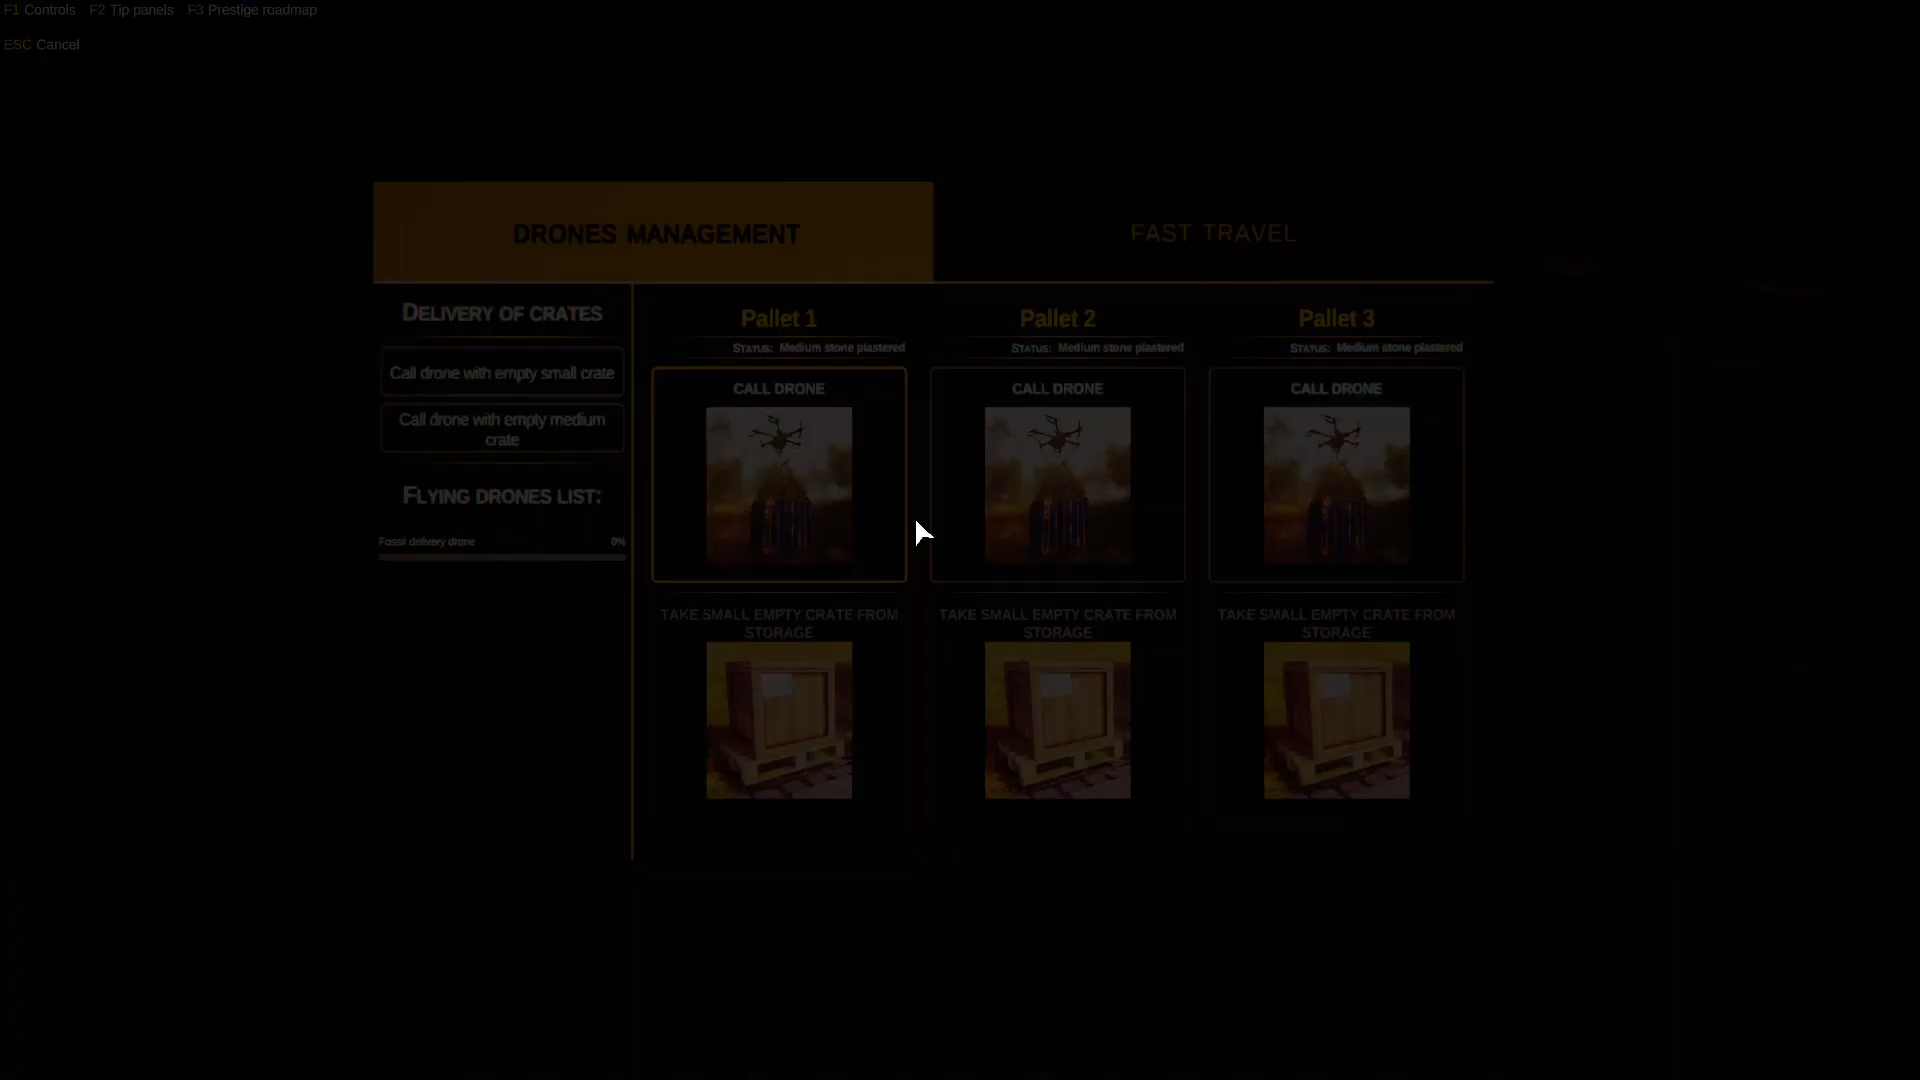 F1 Controls F2 Tip panels F3 Prestige roadmap
ESC Cancel
DRONES MANAGEMENT
FAST TRAVEL
DELIVERY OF CRATES
Call drone with empty small crate
Call drone with empty medium
crate
FLYING DRONES LIST:
Fossil delivery drone 0%
Pallet 1
STATUS: Medium stone plastered
CALL DRONE
TAKE SMALL EMPTY CRATE FROM
STORAGE
Pallet 2
STATUS: Medium stone plastered
CALL DRONE
TAKE SMALL EMPTY CRATE FROM
STORAGE
Pallet 3
STATUS: Medium stone plastered
CALL DRONE
TAKE SMALL EMPTY CRATE FROM
STORAGE